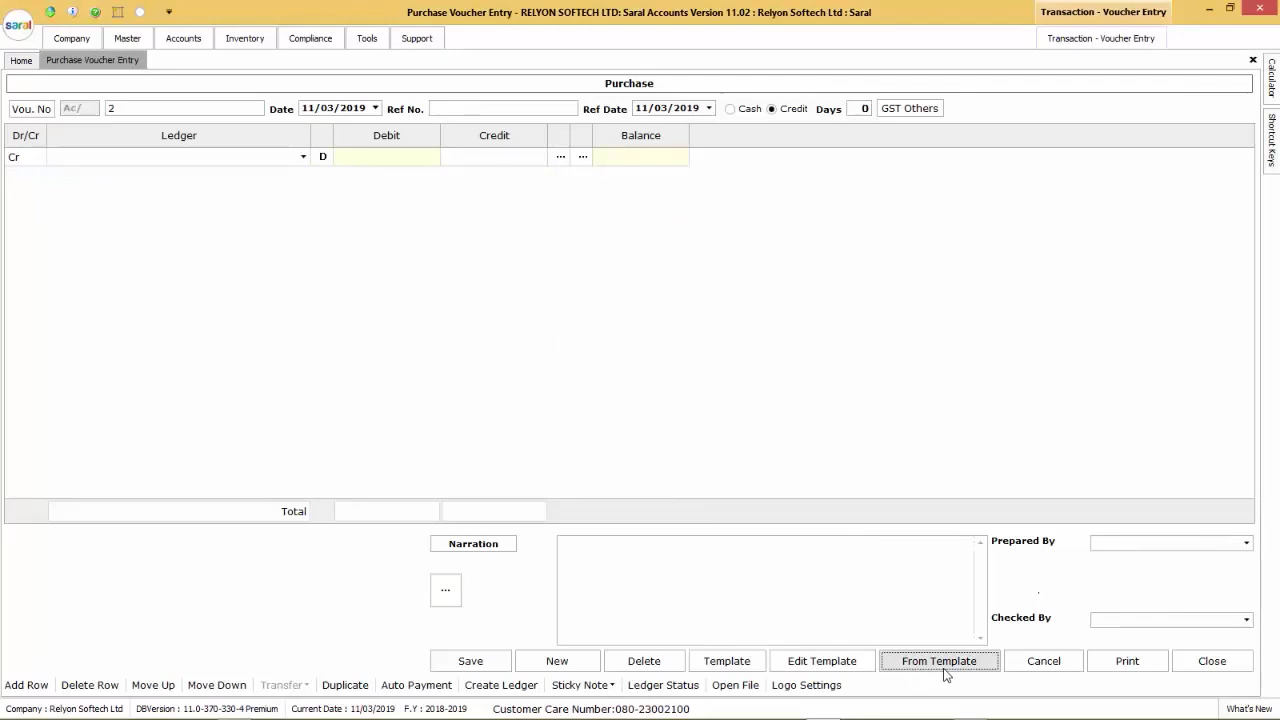 Purchase Voucher Entry - RELYON SOFTECH LTD: Saral Accounts Version 11.02 : Relyon Softech Ltd : Saral
Transaction - Voucher Entry
saral
Company Master Accounts Inventory Compliance Tools Support Transaction - Voucher Entry
Home Purchase Voucher Entry
Purchase
Vou. No Ac/ 2 Date 11/03/2019 Ref No. Ref Date 11/03/2019 Cash Credit Days 0 GST Others
Dr/Cr Ledger Debit Credit Balance
Cr D ... ...
Total
Narration
Prepared By
...
Checked By
Save New Delete Template Edit Template From Template Cancel Print Close
Add Row Delete Row Move Up Move Down Transfer Duplicate Auto Payment Create Ledger Sticky Note Ledger Status Open File Logo Settings
Company : Relyon Softech Ltd DBVersion : 11.0-370-330-4 Premium Current Date : 11/03/2019 F.Y : 2018-2019 Customer Care Number:080-23002100 What's New
Calculator
Shortcut Keys